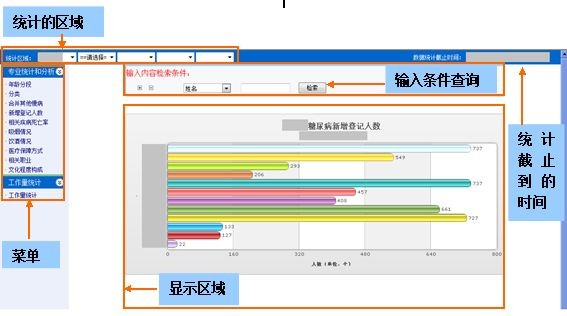 统计的区域
统计区域:
==请选择=
数据统计截止时间:
专业统计和分析
输入内容检索条件:
输入条件查询
· 年龄分段
· 分类
· 合并其他慢病
· 新增登记人数
· 相关疾病死亡率
· 吸烟情况
· 饮酒情况
· 医疗保障方式
· 相关职业
· 文化程度构成
工作量统计
· 工作量统计
姓名
检索
糖尿病新增登记人数
737
549
293
206
737
457
408
661
727
133
127
22
0
160
320
480
640
800
人数 (单位，个)
统计
截止
到的
时间
菜单
显示区域